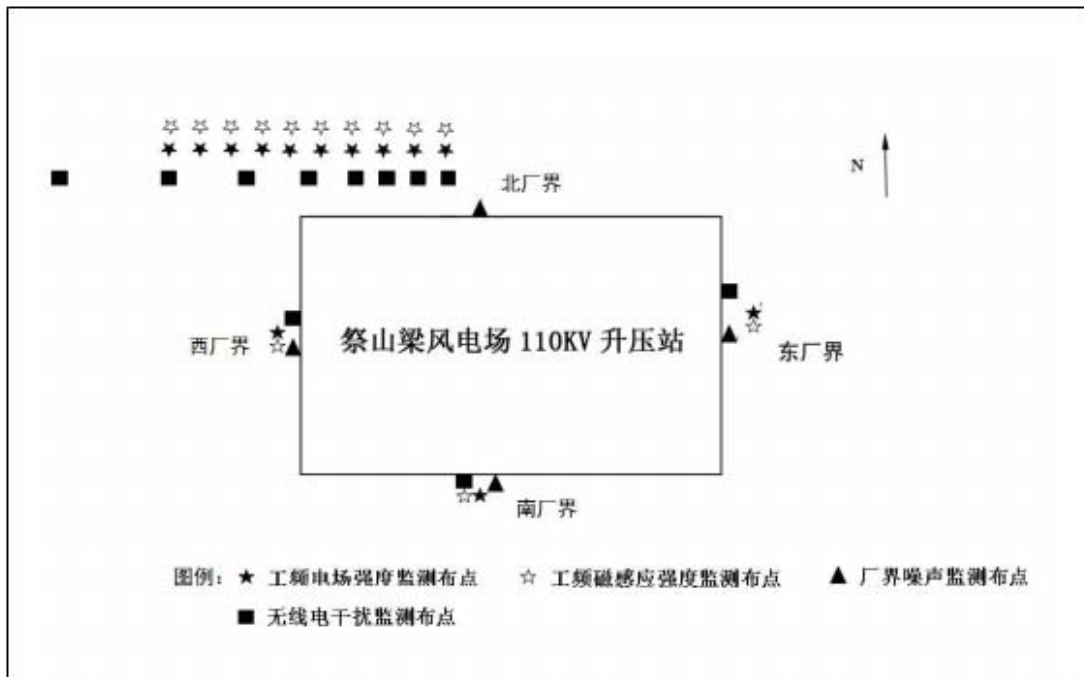 N
北厂界
祭山梁风电场 110KV 升压站
西厂界
东厂界
南厂界
图例: ★ 工频电场强度监测布点 ☆ 工频磁感应强度监测布点 ▲ 厂界噪声监测布点
■ 无线电干扰监测布点